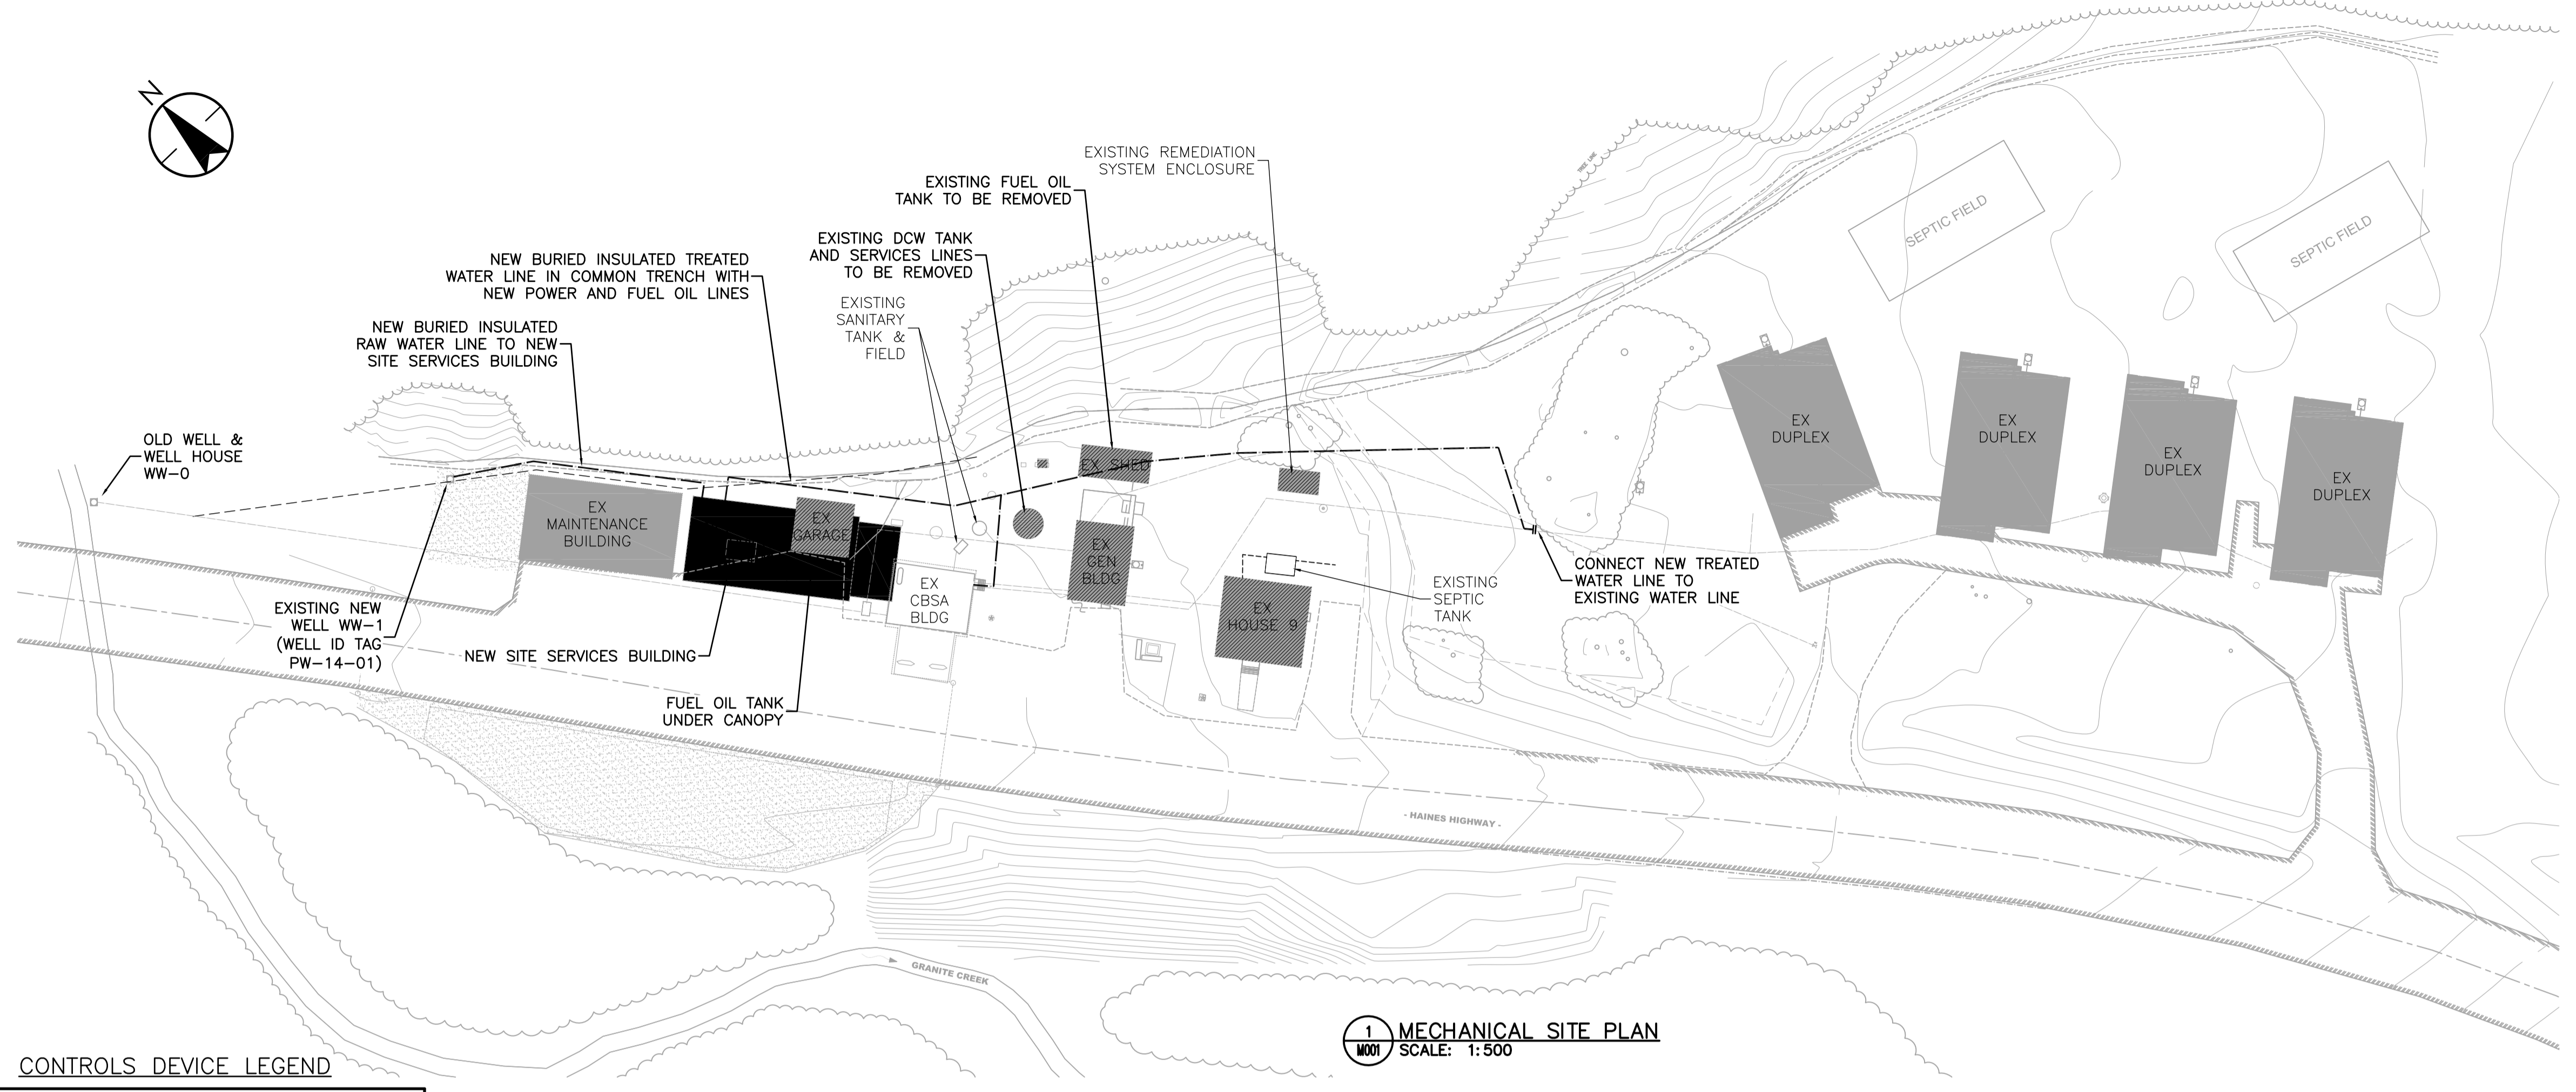 N
EXISTING REMEDIATION
SYSTEM ENCLOSURE
EXISTING FUEL OIL
TANK TO BE REMOVED
EXISTING DCW TANK
AND SERVICES LINES
TO BE REMOVED
NEW BURIED INSULATED TREATED
WATER LINE IN COMMON TRENCH WITH
NEW POWER AND FUEL OIL LINES
EXISTING
SANITARY
TANK &
FIELD
NEW BURIED INSULATED
RAW WATER LINE TO NEW
SITE SERVICES BUILDING
OLD WELL &
WELL HOUSE
WW-0
TREE LINE
SEPTIC FIELD
SEPTIC FIELD
EX
MAINTENANCE
BUILDING
EX
GARAGE
EX SHED
EX
GEN
BLDG
EX
CBSA
BLDG
EX
HOUSE 9
EX
DUPLEX
EX
DUPLEX
EX
DUPLEX
EX
DUPLEX
EXISTING NEW
WELL WW-1
(WELL ID TAG
PW-14-01)
NEW SITE SERVICES BUILDING
FUEL OIL TANK
UNDER CANOPY
EXISTING
SEPTIC
TANK
CONNECT NEW TREATED
WATER LINE TO
EXISTING WATER LINE
- HAINES HIGHWAY -
GRANITE CREEK
1
M001
MECHANICAL SITE PLAN
SCALE: 1:500
CONTROLS DEVICE LEGEND